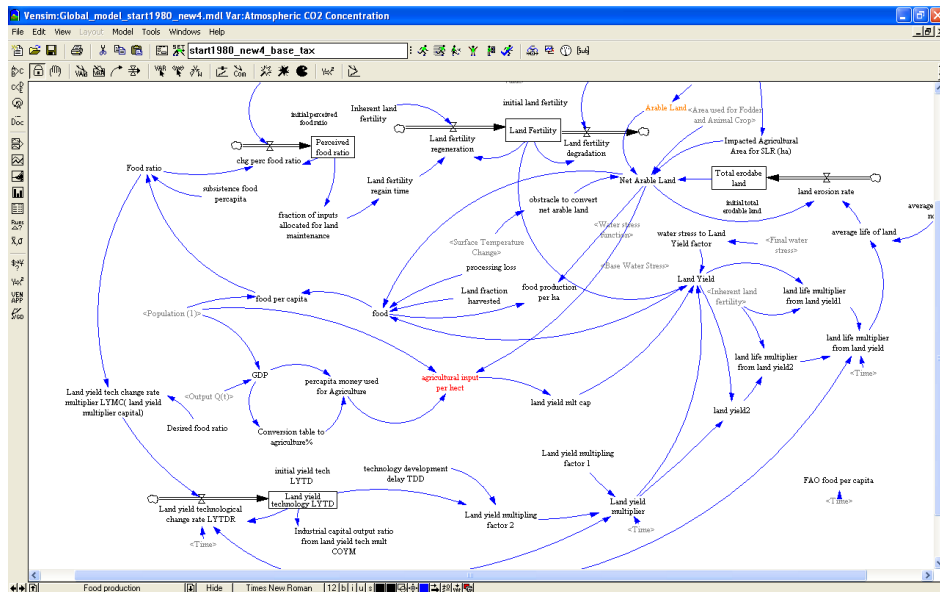 Vensim:Global_model_start1980_new4.mdl Var:Atmospheric CO2 Concentration
File Edit View Layout Model Tools Windows Help
start1980_new4_base_tax
initial perceived
food ratio
Perceived
food ratio
chg perc food ratio
Food ratio
subsistence food
percapita
fraction of inputs
allocated for land
maintenance
Inherent land
fertility
Land fertility
regeneration
Land fertility
regain time
initial land fertility
Land Fertility
Land fertility
degradation
Arable Land
<Area used for Fodder
and Animal Crop>
Impacted Agricultural
Area for SLR (ha)
Net Arable Land
Total erodabe
land
initial total
erodable land
land erosion rate
obstacle to convert
net arable land
average life of land
average
no
<Surface Temperature
Change>
<Water stress
Function>
water stress to Land
Yield factor
<Final water
stress>
processing loss
<Base Water Stress>
Land Yield
Land fraction
harvested
food production
per ha
<Inherent land
fertility>
land life multiplier
from land yield1
food per capita
<Population (1)>
food
land life multiplier
from land yield
land life multiplier
from land yield2
<Time>
GDP
percapita money used
for Agriculture
agricultural input
per hect
<Output Q(t)>
Land yield tech change rate
multiplier LYMC( land yield
multiplier capital)
Desired food ratio
Conversion table to
agriculture%
land yield mlt cap
land yield2
initial yield tech
LYTD
technology development
delay TDD
Land yield multipling
factor 1
FAO food per capita
<Time>
Land yield
technology LYTD
Land yield technological
change rate LYTDR
<Time>
Industrial capital output ratio
from land yield tech mult
COYM
Land yield multipling
factor 2
Land yield
multiplier
<Time>
Food production Hide Times New Roman 12 b i u s